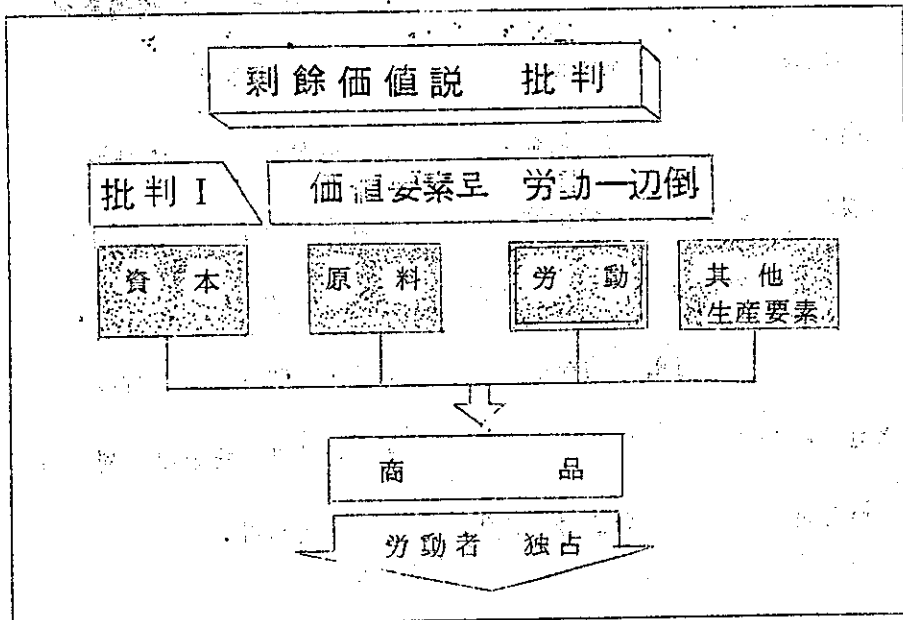 剰餘価値説 批判
批判 I
価値要素로 労動一辺倒
資本
原料
労動
其他
生産要素
商品
労動者 独占